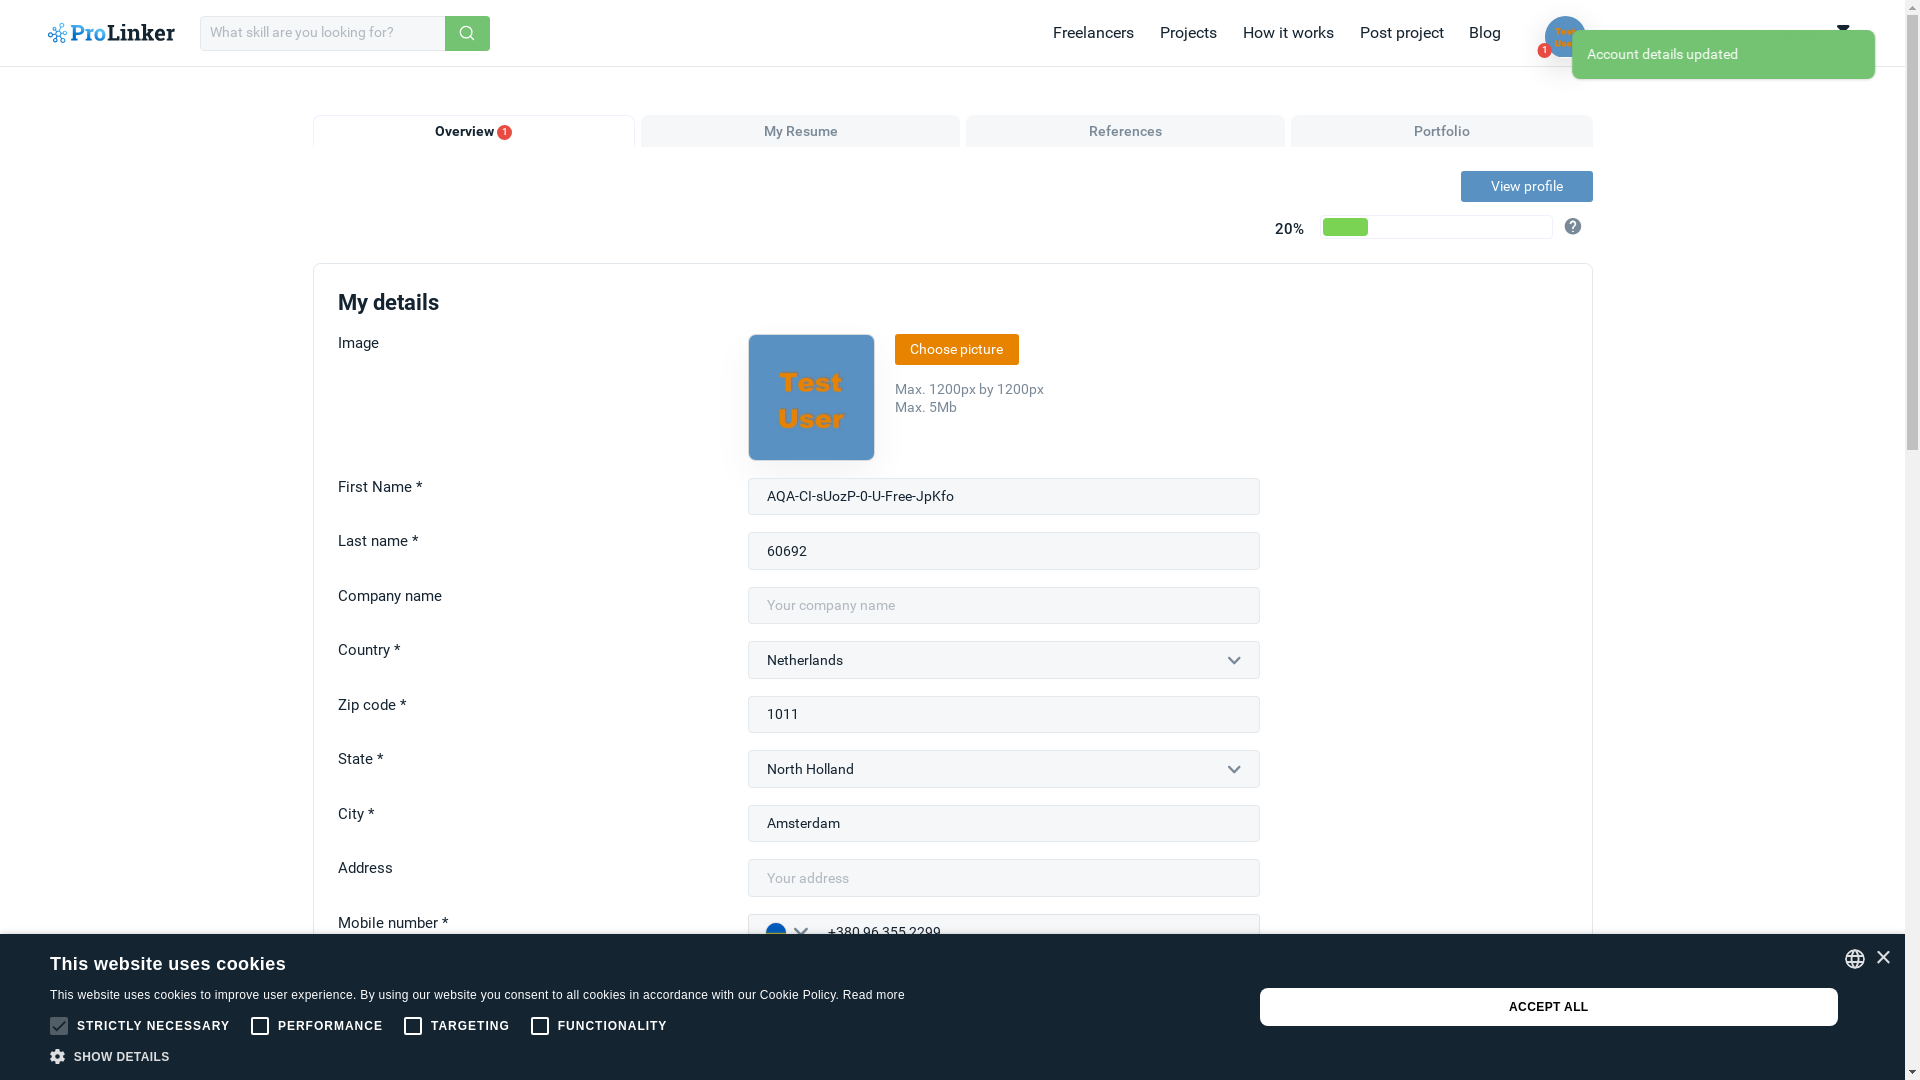 ProLinker
What skill are you looking for?
Freelancers
Projects
How it works
Post project
Blog
1
Account details updated
Overview 1
My Resume
References
Portfolio
View profile
20%
?
My details
Image
Test
User
Choose picture
Max. 1200px by 1200px
Max. 5Mb
First Name *
AQA-CI-sUozP-0-U-Free-JpKfo
Last name *
60692
Company name
Your company name
Country *
Netherlands
Zip code *
1011
State *
North Holland
City *
Amsterdam
Address
Your address
Mobile number *
+380 96 355 2299
This website uses cookies
This website uses cookies to improve user experience. By using our website you consent to all cookies in accordance with our Cookie Policy. Read more
STRICTLY NECESSARY
PERFORMANCE
TARGETING
FUNCTIONALITY
SHOW DETAILS
ACCEPT ALL